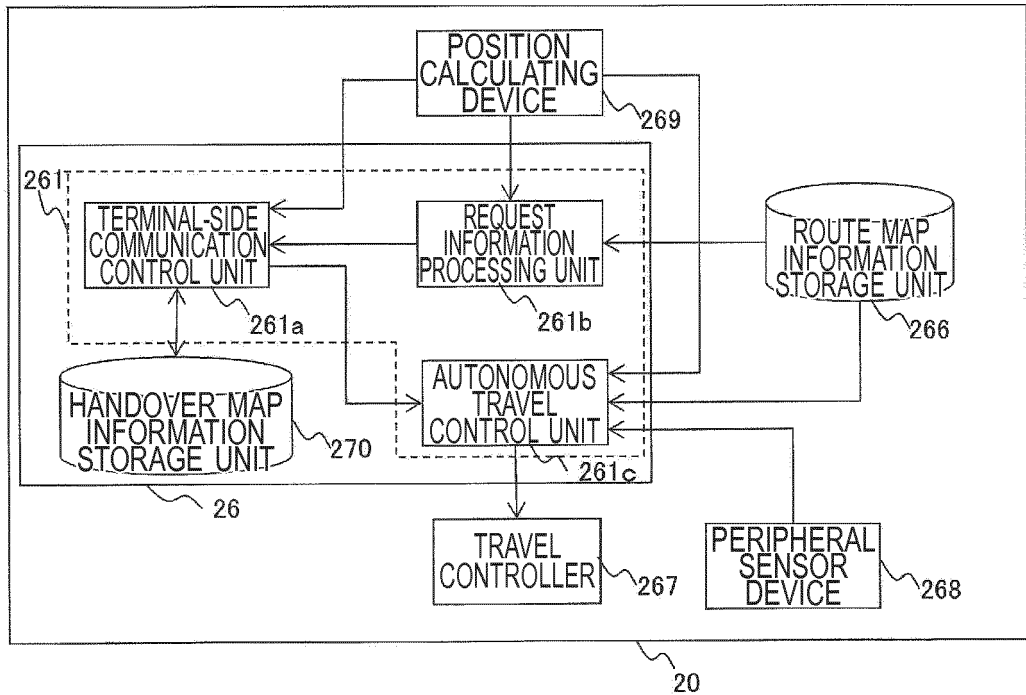 POSITION
CALCULATING
DEVICE
269
261
TERMINAL-SIDE
COMMUNICATION
CONTROL UNIT
261a
REQUEST
INFORMATION
PROCESSING UNIT
261b
ROUTE MAP
INFORMATION
STORAGE UNIT
266
HANDOVER MAP
INFORMATION
STORAGE UNIT
270
AUTONOMOUS
TRAVEL
CONTROL UNIT
261c
26
TRAVEL
CONTROLLER
267
PERIPHERAL
SENSOR
DEVICE
268
20